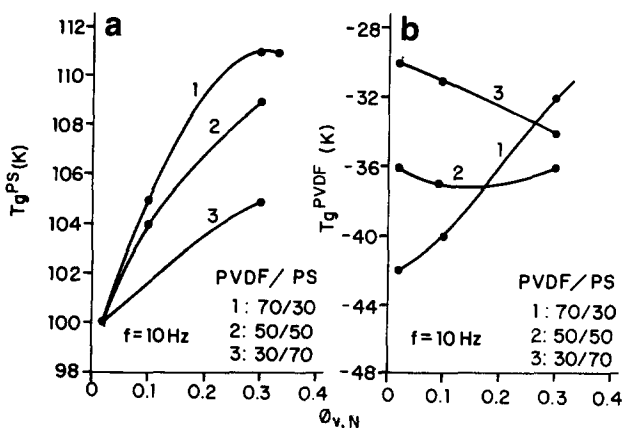 a
112
110
108
106
104
102
100
98
Tg^PS (K)
1
2
3
PVDF/ PS
1: 70/30
2: 50/50
3: 30/70
f=10Hz
0 0.1 0.2 0.3 0.4
b
-28
-32
-36
-40
-44
-48
Tg^PVDF (K)
3
1
2
PVDF/ PS
1: 70/30
2: 50/50
3: 30/70
f=10Hz
0 0.1 0.2 0.3 0.4
Øv,N